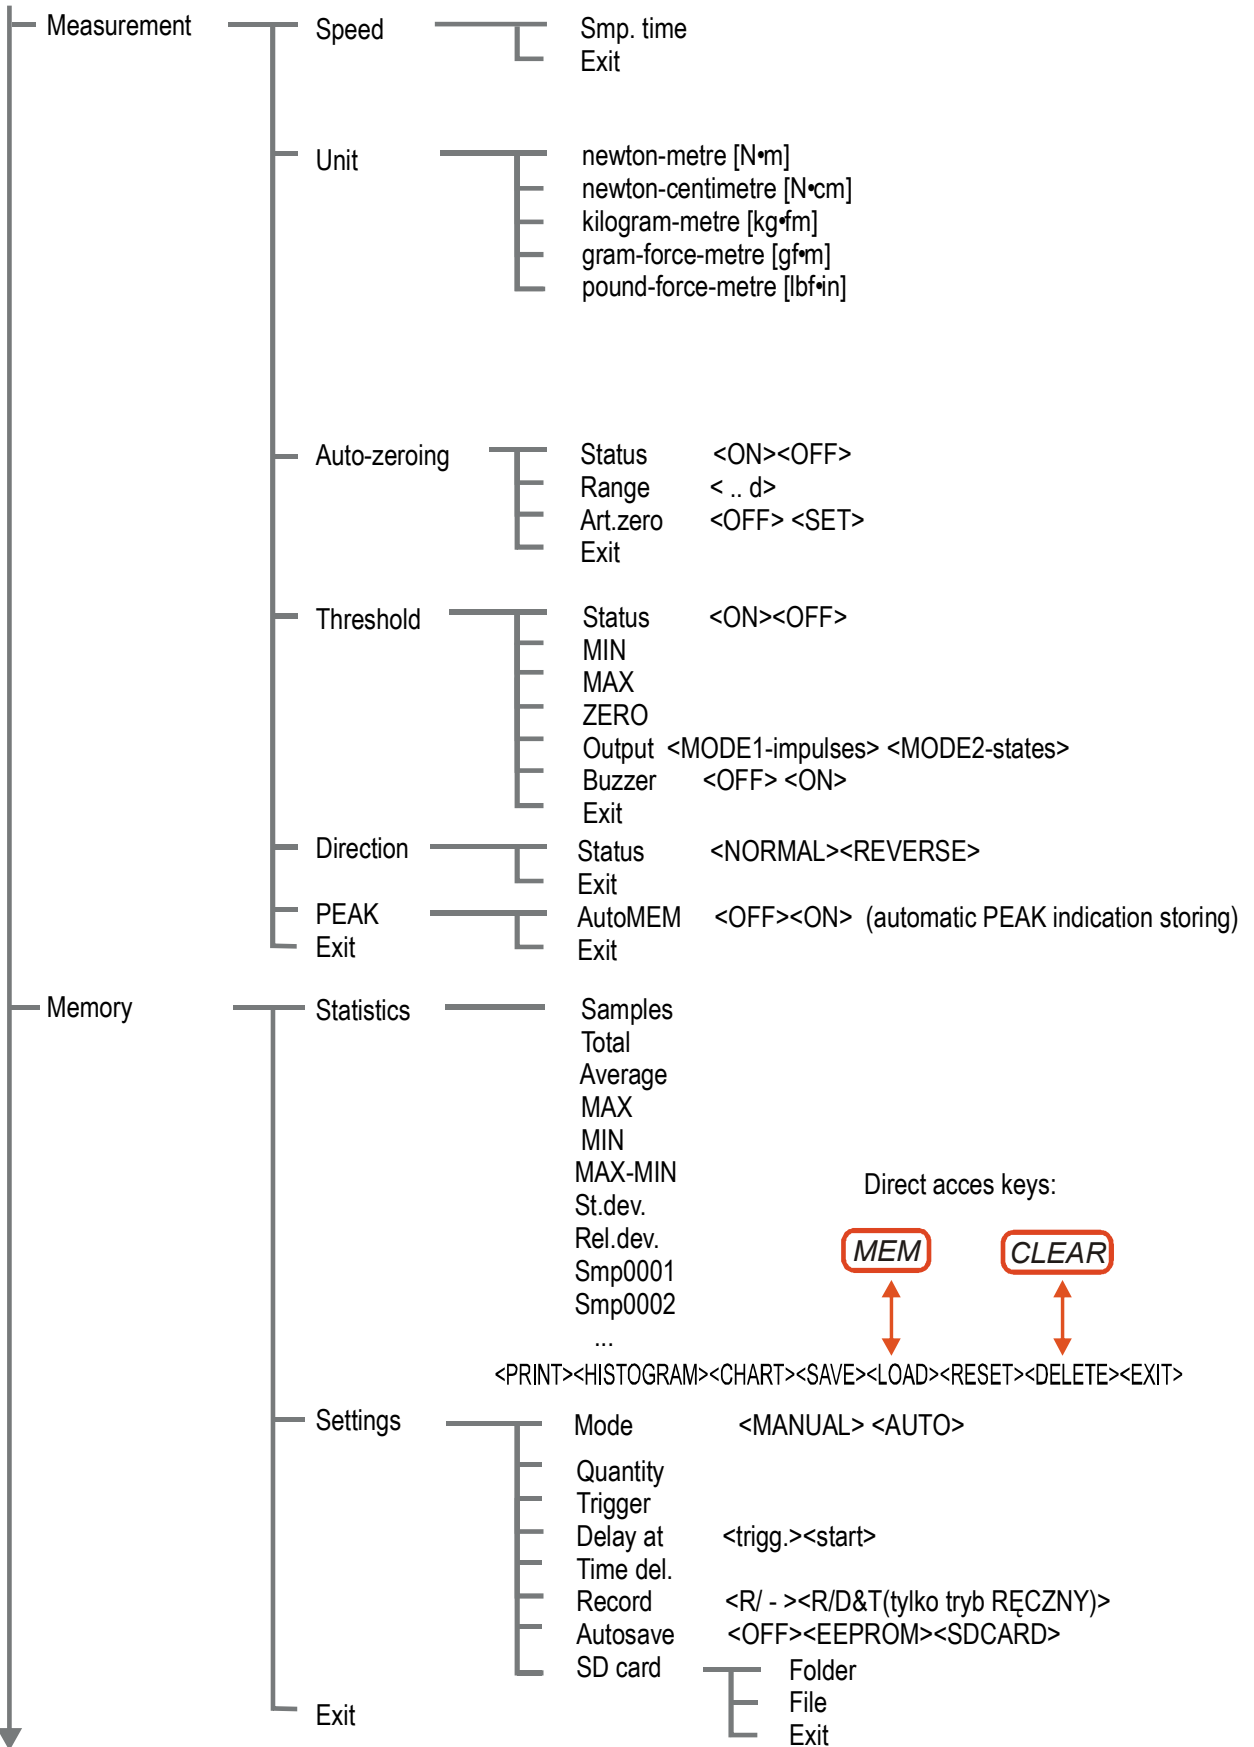 Measurement Speed Smp. time
Exit
Unit newton-metre [N•m]
newton-centimetre [N•cm]
kilogram-metre [kg•fm]
gram-force-metre [gf•m]
pound-force-metre [lbf•in]
Auto-zeroing Status <ON><OFF>
Range < .. d>
Art.zero <OFF> <SET>
Exit
Threshold Status <ON><OFF>
MIN
MAX
ZERO
Output <MODE1-impulses> <MODE2-states>
Buzzer <OFF> <ON>
Exit
Direction Status <NORMAL><REVERSE>
Exit
PEAK AutoMEM <OFF><ON> (automatic PEAK indication storing)
Exit Exit
Memory Statistics Samples
Total
Average
MAX
MIN
MAX-MIN
Direct acces keys:
St.dev.
Rel.dev.
MEM CLEAR
Smp0001
Smp0002
...
<PRINT><HISTOGRAM><CHART><SAVE><LOAD><RESET><DELETE><EXIT>
Settings Mode <MANUAL> <AUTO>
Quantity
Trigger
Delay at <trigg.><start>
Time del.
Record <R/ - ><R/D&T(tylko tryb RĘCZNY)>
Autosave <OFF><EEPROM><SDCARD>
SD card Folder
File
Exit Exit